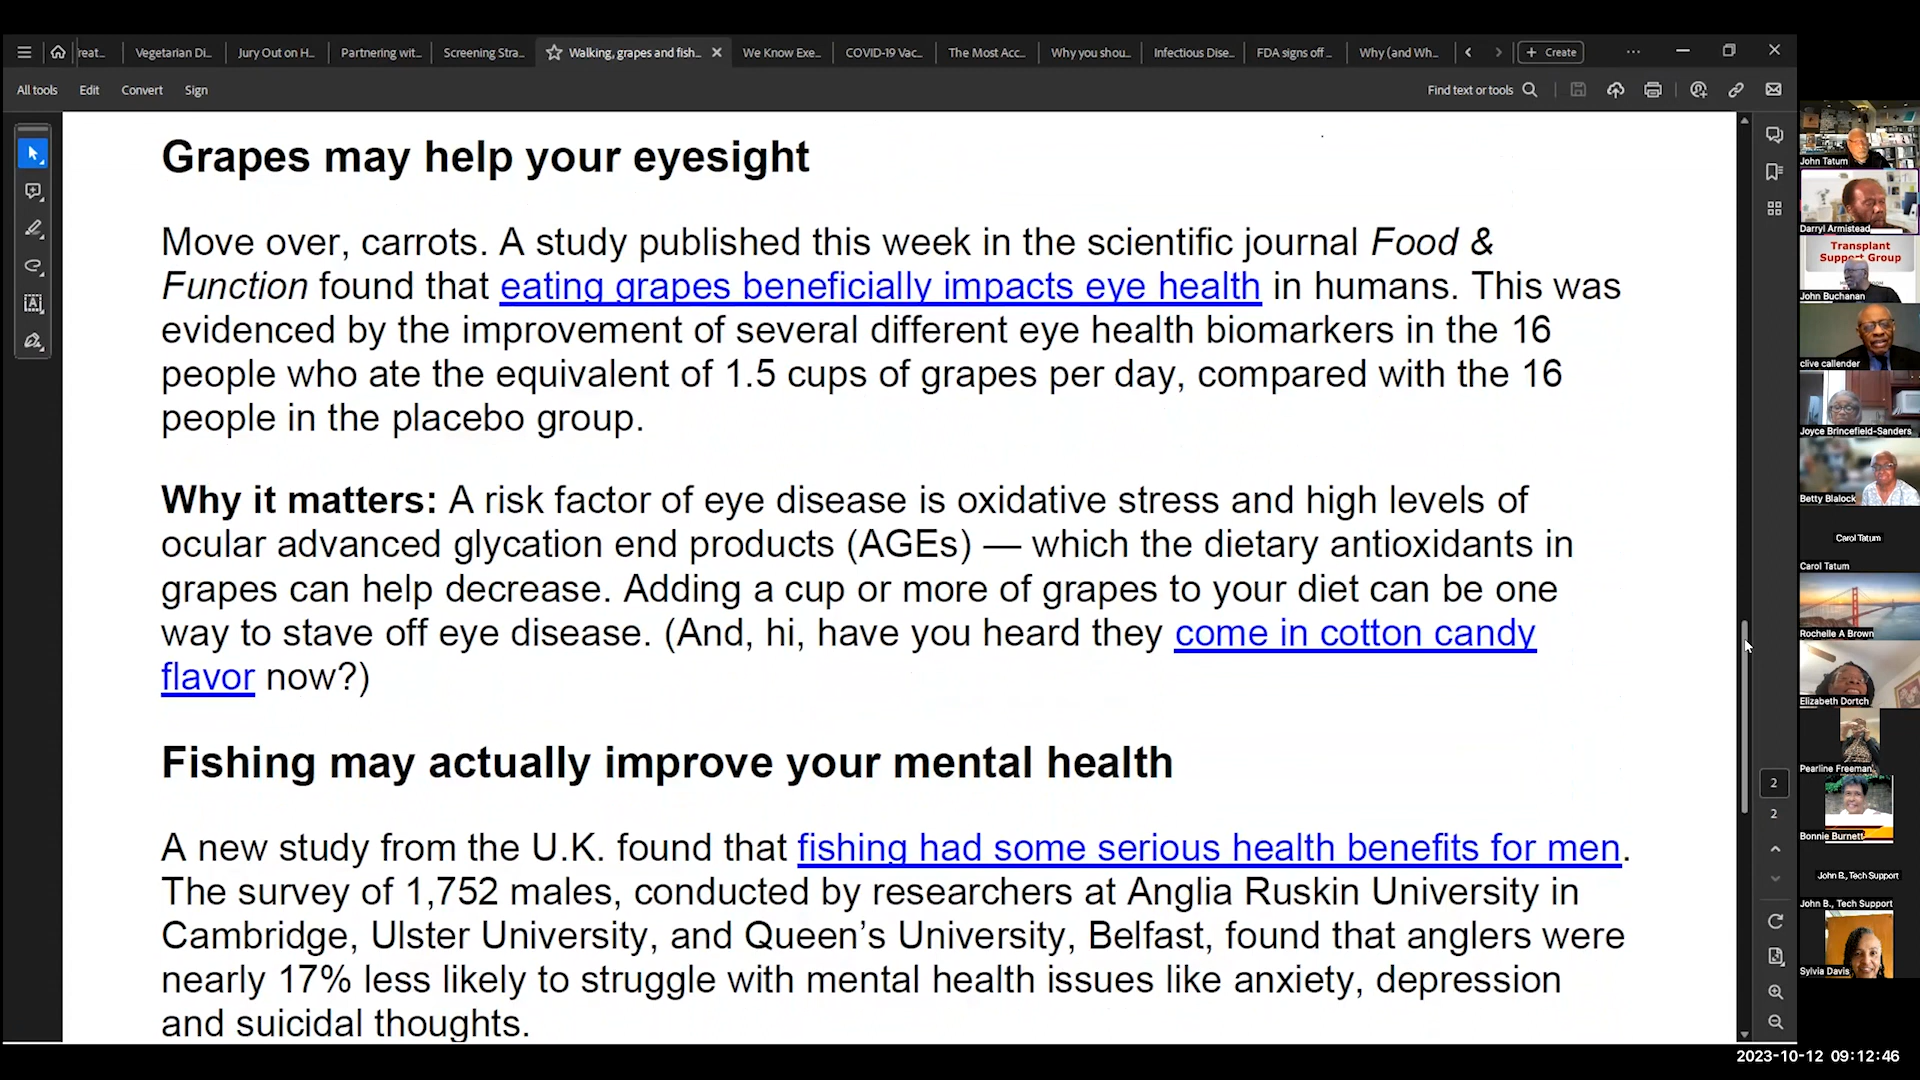 reat...
Vegetarian Di...
Jury Out on H...
Partnering wit...
Screening Stra...
Walking, grapes and fish...
We Know Exe...
COVID-19 Vac...
The Most Acc...
Why you shou...
Infectious Dise...
FDA signs off ...
Why (and Wh...
Create
All tools
Edit
Convert
Sign
Find text or tools
Grapes may help your eyesight
Move over, carrots. A study published this week in the scientific journal Food &
Function found that eating grapes beneficially impacts eye health in humans. This was
evidenced by the improvement of several different eye health biomarkers in the 16
people who ate the equivalent of 1.5 cups of grapes per day, compared with the 16
people in the placebo group.
Why it matters: A risk factor of eye disease is oxidative stress and high levels of
ocular advanced glycation end products (AGEs) — which the dietary antioxidants in
grapes can help decrease. Adding a cup or more of grapes to your diet can be one
way to stave off eye disease. (And, hi, have you heard they come in cotton candy
flavor now?)
Fishing may actually improve your mental health
A new study from the U.K. found that fishing had some serious health benefits for men.
The survey of 1,752 males, conducted by researchers at Anglia Ruskin University in
Cambridge, Ulster University, and Queen's University, Belfast, found that anglers were
nearly 17% less likely to struggle with mental health issues like anxiety, depression
and suicidal thoughts.
2
2
John Tatum
Darryl Armistead
Transplant
Support Group
John Buchanan
clive callender
Joyce Brincefield-Sanders
Betty Blalock
Carol Tatum
Carol Tatum
Rochelle A Brown
Elizabeth Dortch
Pearline Freeman
Bonnie Burnett
John B., Tech Support
John B., Tech Support
Sylvia Davis
2023-10-12 09:12:46